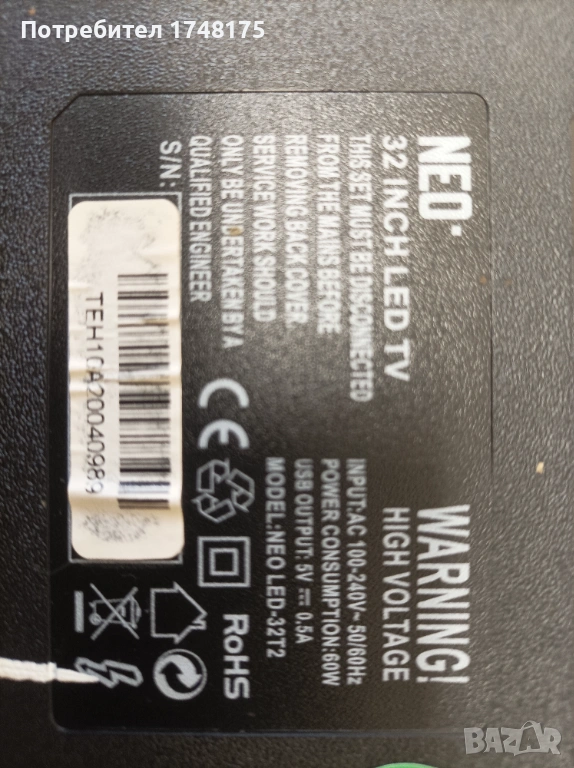 Потребител 1748175
NEO
32 INCH LED TV
THIS SET MUST BE DISCONNECTED
FROM THE MAINS BEFORE
REMOVING BACK COVER.
SERVICE WORK SHOULD
ONLY BE UNDERTAKEN BY A
QUALIFIED ENGINEER
S/N:
TEH10A20040989
WARNING!
HIGH VOLTAGE
INPUT:AC 100-240V~ 50/60Hz
POWER CONSUMPTION:60W
USB OUTPUT: 5V ⎓ 0.5A
MODEL:NEO LED-32T2
CE
RoHS
BAZAR